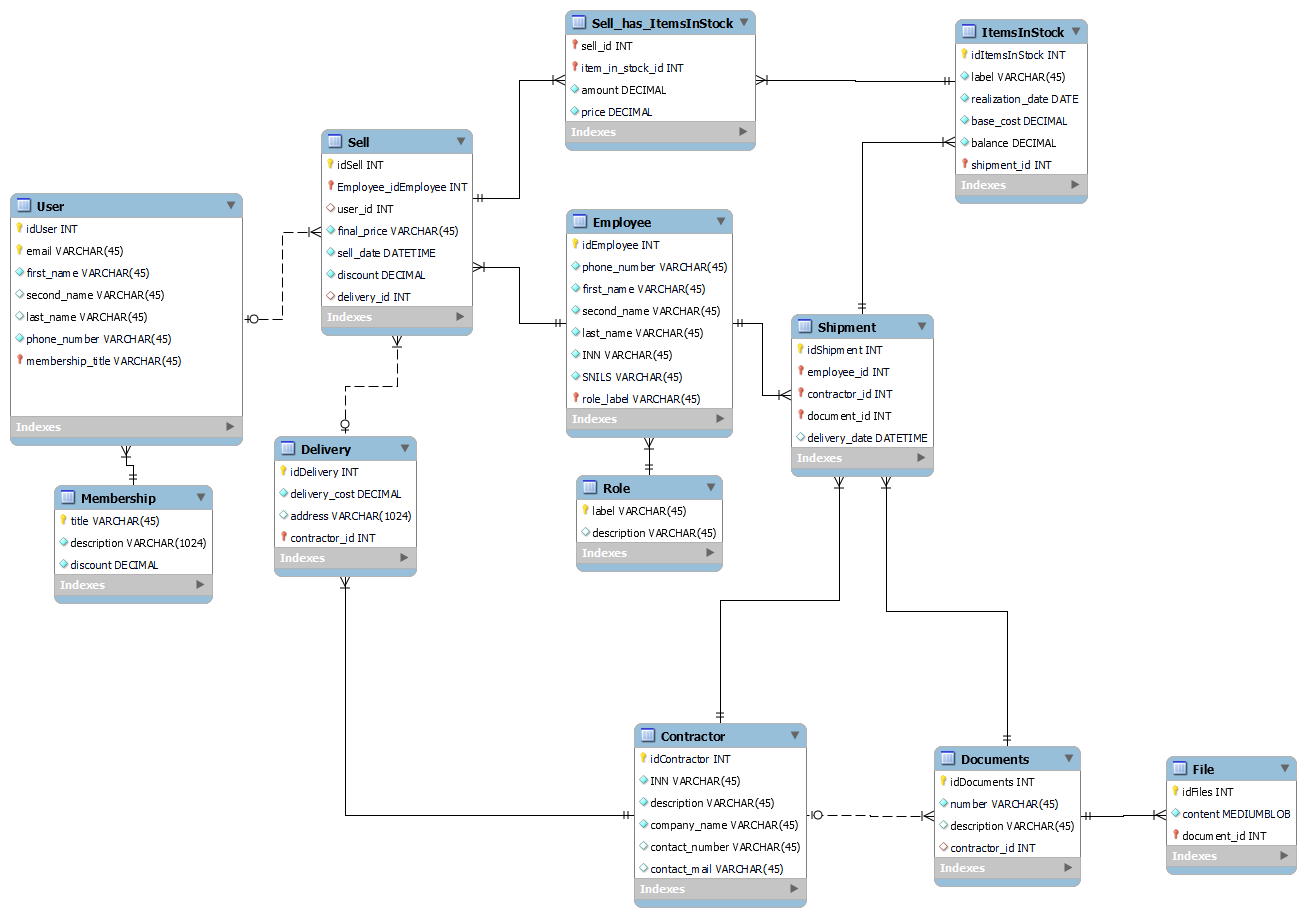 Sell_has_ItemsInStock
sell_id INT
item_in_stock_id INT
amount DECIMAL
price DECIMAL
Indexes
ItemsInStock
idItemsInStock INT
label VARCHAR(45)
realization_date DATE
base_cost DECIMAL
balance DECIMAL
shipment_id INT
Indexes
Sell
idSell INT
Employee_idEmployee INT
user_id INT
final_price VARCHAR(45)
sell_date DATETIME
discount DECIMAL
delivery_id INT
Indexes
User
idUser INT
email VARCHAR(45)
first_name VARCHAR(45)
second_name VARCHAR(45)
last_name VARCHAR(45)
phone_number VARCHAR(45)
membership_title VARCHAR(45)
Indexes
Employee
idEmployee INT
phone_number VARCHAR(45)
first_name VARCHAR(45)
second_name VARCHAR(45)
last_name VARCHAR(45)
INN VARCHAR(45)
SNILS VARCHAR(45)
role_label VARCHAR(45)
Indexes
Shipment
idShipment INT
employee_id INT
contractor_id INT
document_id INT
delivery_date DATETIME
Indexes
Delivery
idDelivery INT
delivery_cost DECIMAL
address VARCHAR(1024)
contractor_id INT
Indexes
Membership
title VARCHAR(45)
description VARCHAR(1024)
discount DECIMAL
Indexes
Role
label VARCHAR(45)
description VARCHAR(45)
Indexes
Contractor
idContractor INT
INN VARCHAR(45)
description VARCHAR(45)
company_name VARCHAR(45)
contact_number VARCHAR(45)
contact_mail VARCHAR(45)
Indexes
Documents
idDocuments INT
number VARCHAR(45)
description VARCHAR(45)
contractor_id INT
Indexes
File
idFiles INT
content MEDIUMBLOB
document_id INT
Indexes